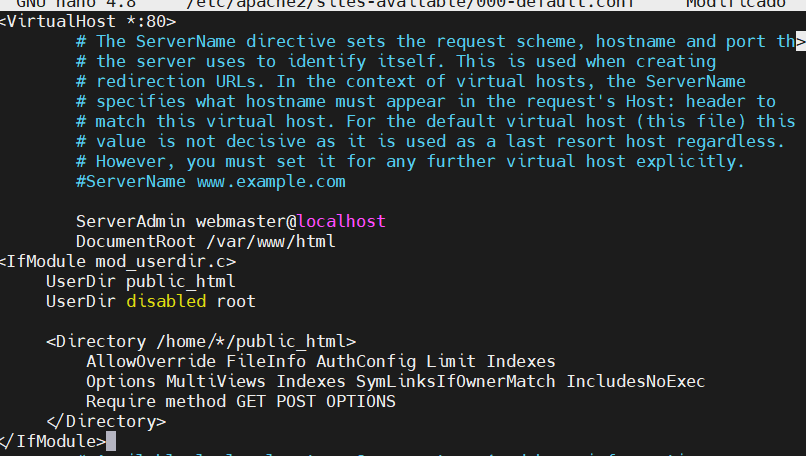 GNU nano 4.8      /etc/apache2/sites-available/000-default.conf      Modificado
<VirtualHost *:80>
        # The ServerName directive sets the request scheme, hostname and port th>
        # the server uses to identify itself. This is used when creating
        # redirection URLs. In the context of virtual hosts, the ServerName
        # specifies what hostname must appear in the request's Host: header to
        # match this virtual host. For the default virtual host (this file) this
        # value is not decisive as it is used as a last resort host regardless.
        # However, you must set it for any further virtual host explicitly.
        #ServerName www.example.com

        ServerAdmin webmaster@localhost
        DocumentRoot /var/www/html
<IfModule mod_userdir.c>
     UserDir public_html
     UserDir disabled root

     <Directory /home/*/public_html>
         AllowOverride FileInfo AuthConfig Limit Indexes
         Options MultiViews Indexes SymLinksIfOwnerMatch IncludesNoExec
         Require method GET POST OPTIONS
     </Directory>
</IfModule>